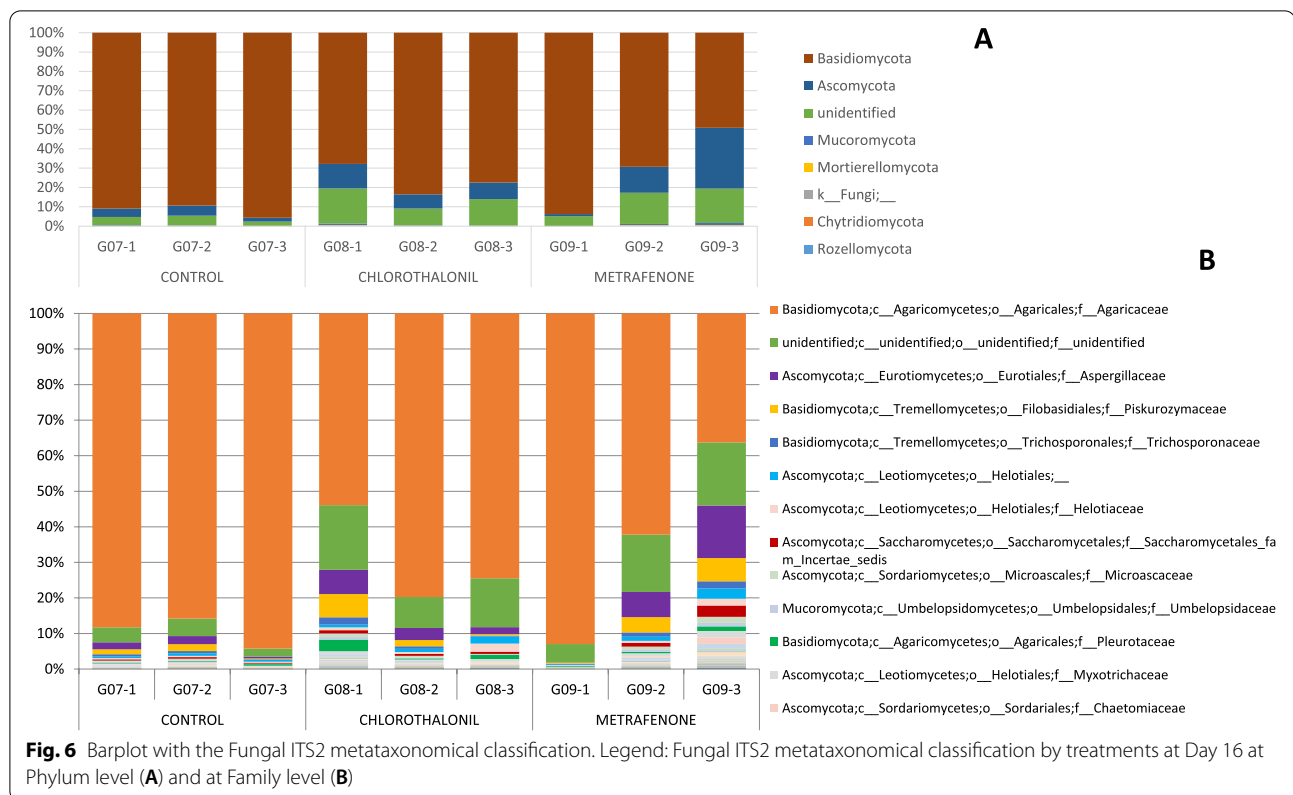 A
100%
90%
80%
70%
60%
50%
40%
30%
20%
10%
0%
G07-1 G07-2 G07-3 G08-1 G08-2 G08-3 G09-1 G09-2 G09-3
CONTROL CHLOROTHALONIL METRAFENONE
Basidiomycota
Ascomycota
unidentified
Mucoromycota
Mortierellomycota
k__Fungi;__
Chytridiomycota
Rozellomycota
B
100%
90%
80%
70%
60%
50%
40%
30%
20%
10%
0%
G07-1 G07-2 G07-3 G08-1 G08-2 G08-3 G09-1 G09-2 G09-3
CONTROL CHLOROTHALONIL METRAFENONE
Basidiomycota;c__Agaricomycetes;o__Agaricales;f__Agaricaceae
unidentified;c__unidentified;o__unidentified;f__unidentified
Ascomycota;c__Eurotiomycetes;o__Eurotiales;f__Aspergillaceae
Basidiomycota;c__Tremellomycetes;o__Filobasidiales;f__Piskurozymaceae
Basidiomycota;c__Tremellomycetes;o__Trichosporonales;f__Trichosporonaceae
Ascomycota;c__Leotiomycetes;o__Helotiales;__
Ascomycota;c__Leotiomycetes;o__Helotiales;f__Helotiaceae
Ascomycota;c__Saccharomycetes;o__Saccharomycetales;f__Saccharomycetales_fa
m_Incertae_sedis
Ascomycota;c__Sordariomycetes;o__Microascales;f__Microascaceae
Mucoromycota;c__Umbelopsidomycetes;o__Umbelopsidales;f__Umbelopsidaceae
Basidiomycota;c__Agaricomycetes;o__Agaricales;f__Pleurotaceae
Ascomycota;c__Leotiomycetes;o__Helotiales;f__Myxotrichaceae
Ascomycota;c__Sordariomycetes;o__Sordariales;f__Chaetomiaceae
Fig. 6 Barplot with the Fungal ITS2 metataxonomical classification. Legend: Fungal ITS2 metataxonomical classification by treatments at Day 16 at
Phylum level (A) and at Family level (B)